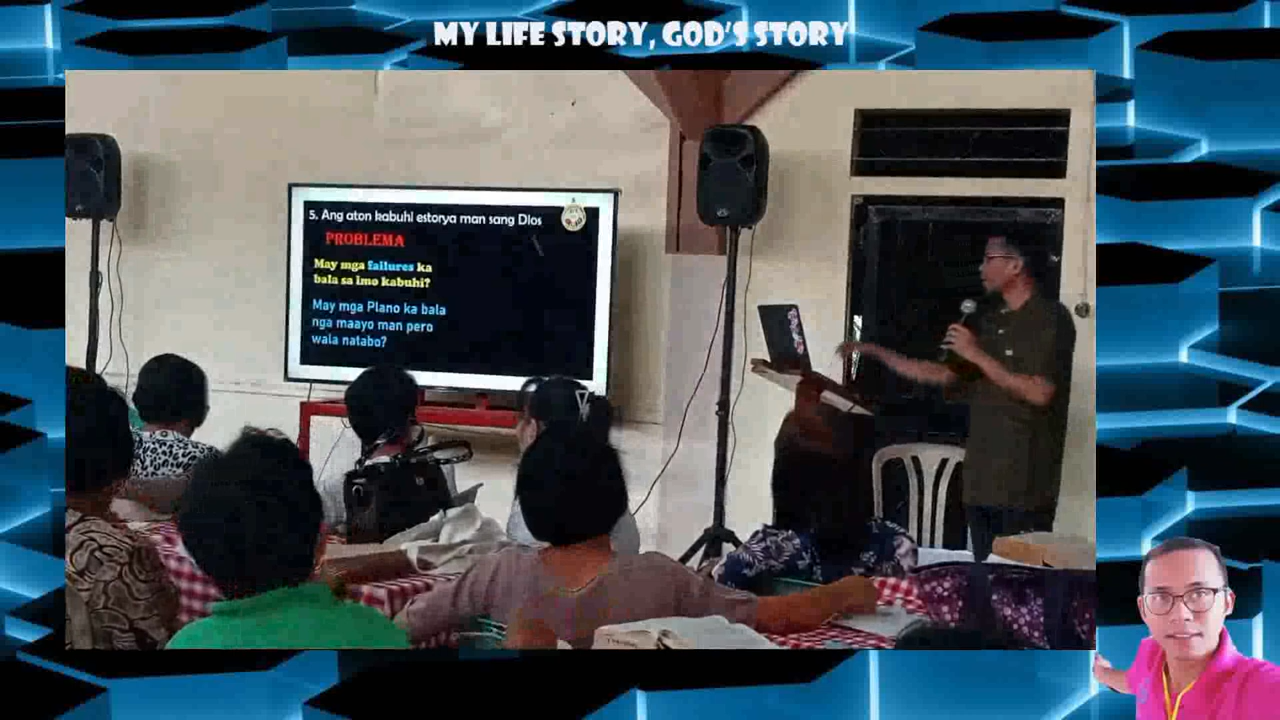 MY LIFE STORY, GOD'S STORY
5. Ang aton kabuhi estorya man sang Dios
PROBLEMA
May mga failures ka
bala sa imo kabuhi?
May mga Plano ka bala
nga maayo man pero
wala natabo?